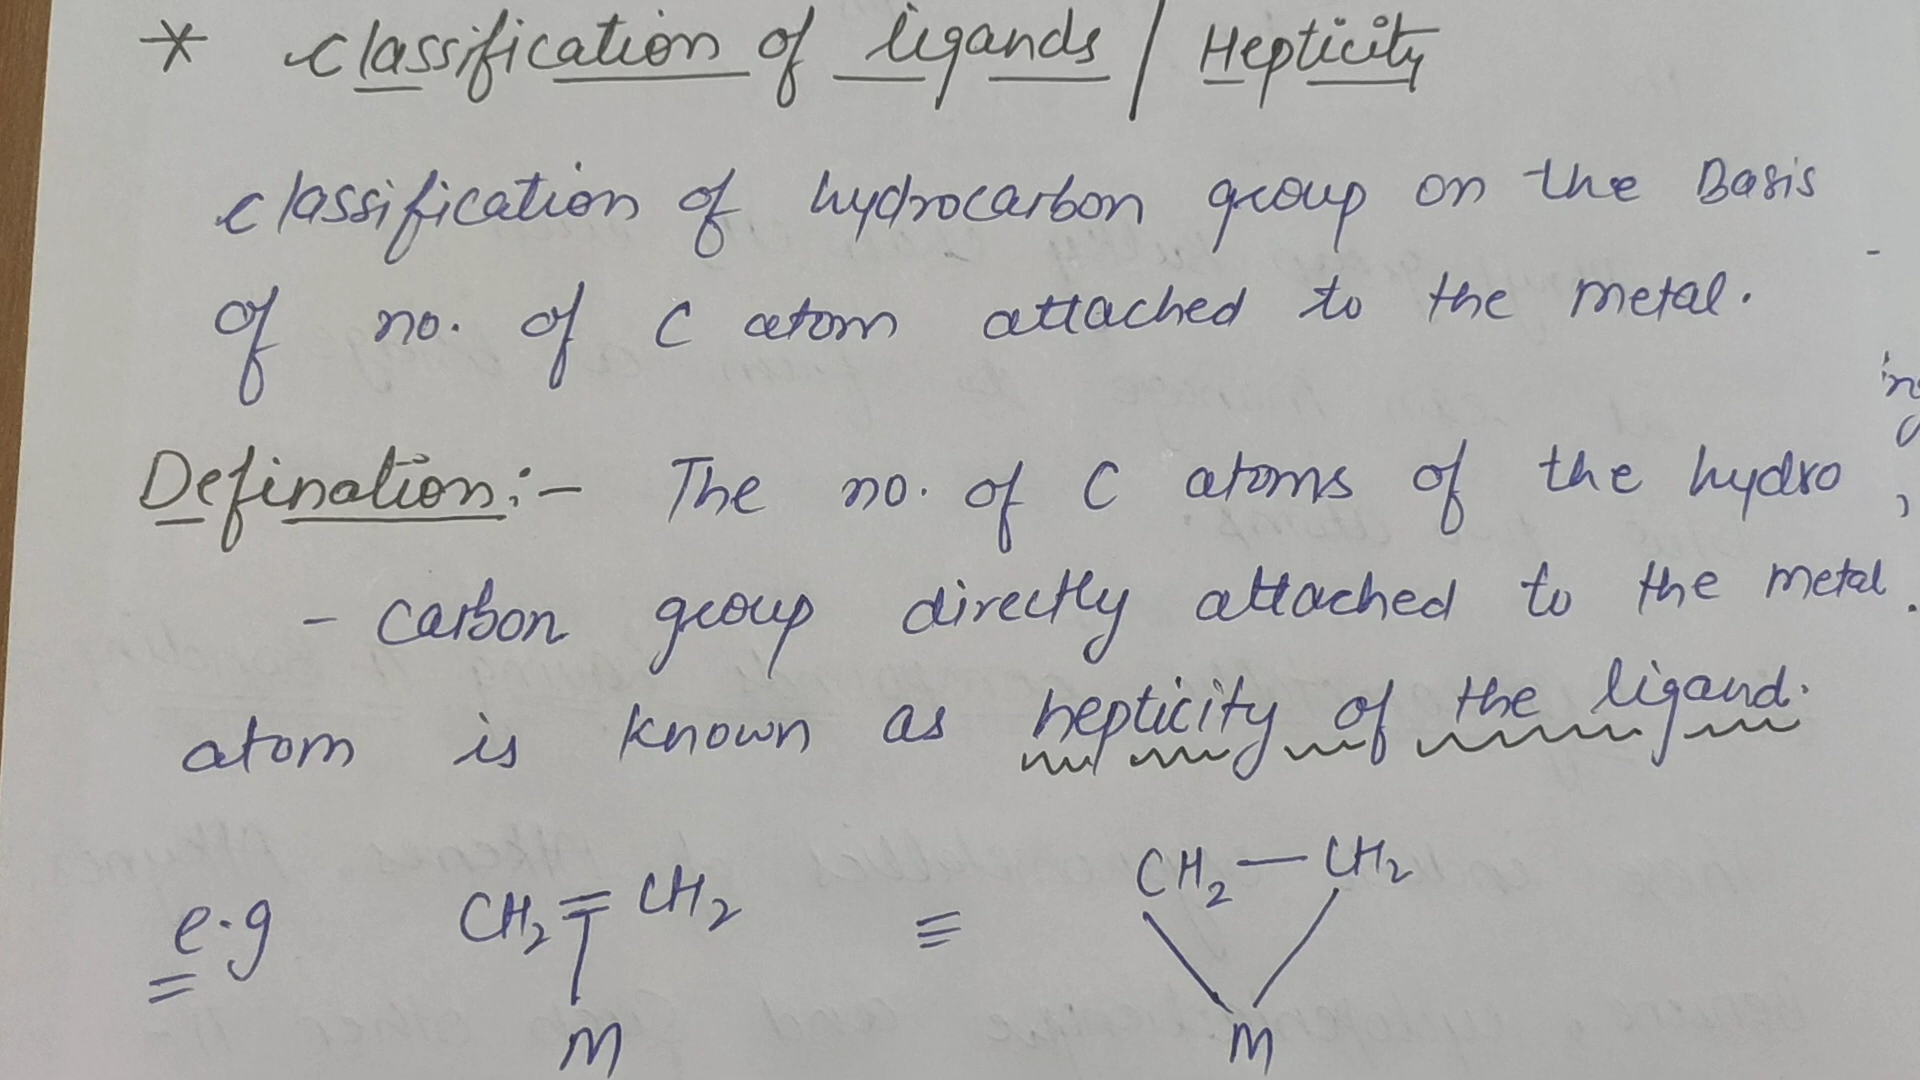 * Classification of ligands / Hepticity
Classification of hydrocarbon group on the Basis
of no. of C atom attached to the metal.
Defination:- The no. of C atoms of the hydro
- carbon group directly attached to the metal.
atom is known as hepticity of the ligand.
e.g CH2=CH2 ≡ CH2—CH2
M M